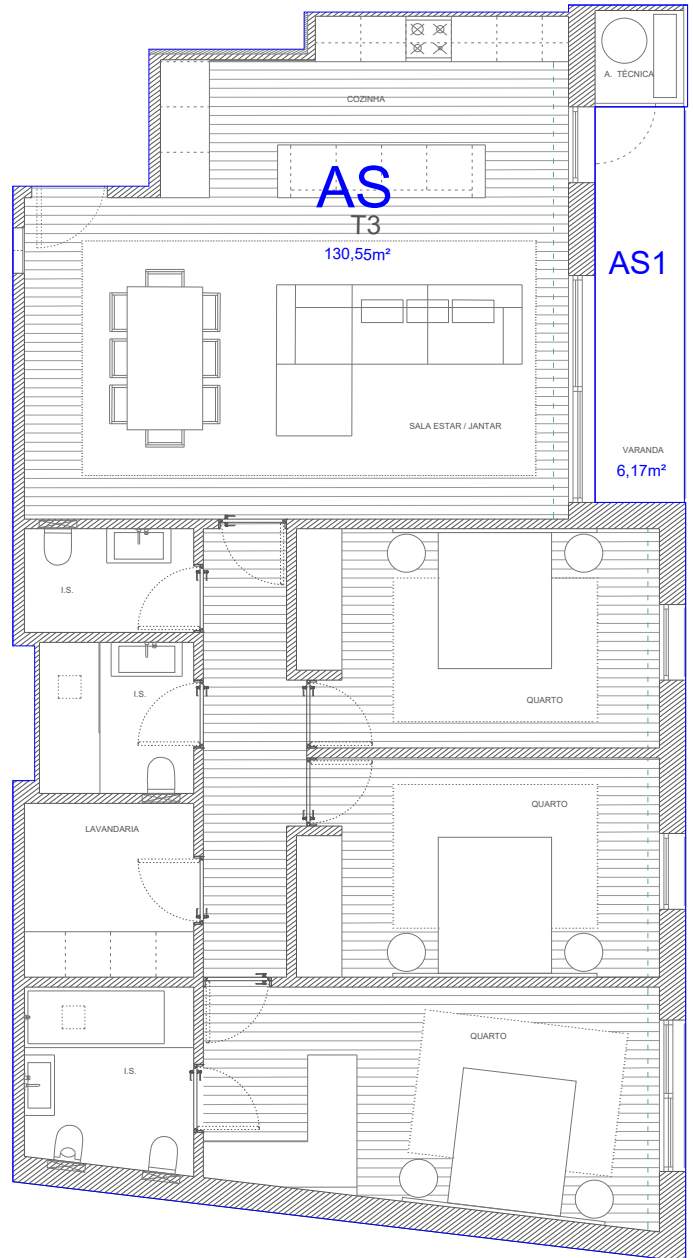 A. TÉCNICA
COZINHA
AS
T3
130,55m²
AS1
SALA ESTAR / JANTAR
VARANDA
6,17m²
I.S.
I.S.
QUARTO
QUARTO
LAVANDARIA
QUARTO
I.S.